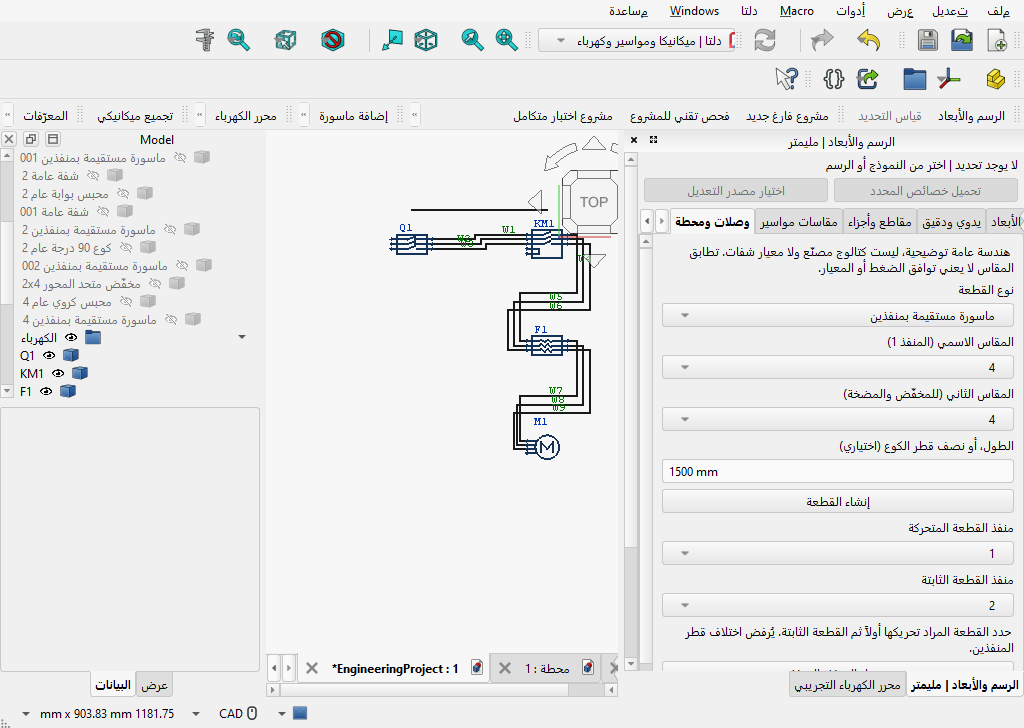 ملف تعديل عرض أدوات Macro دلتا Windows مساعدة
دلتا | ميكانيكا ومواسير وكهرباء
الرسم والأبعاد قياس التحديد مشروع فارغ جديد فحص تقني للمشروع مشروع اختبار متكامل إضافة ماسورة محرر الكهرباء تجميع ميكانيكي المعرّفات
الرسم والأبعاد | مليمتر
لا يوجد تحديد | اختر من النموذج أو الرسم
تحميل خصائص المحدد اختيار مصدر التعديل
الأبعاد يدوي ودقيق مقاطع وأجزاء مقاسات مواسير وصلات ومحطة
هندسة عامة توضيحية، ليست كتالوج مصنّع ولا معيار شفات. تطابق
المقاس لا يعني توافق الضغط أو المعيار.
نوع القطعة
ماسورة مستقيمة بمنفذين
المقاس الاسمي (المنفذ 1)
4
المقاس الثاني (للمخفّض والمضخة)
4
الطول، أو نصف قطر الكوع (اختياري)
1500 mm
إنشاء القطعة
منفذ القطعة المتحركة
1
منفذ القطعة الثابتة
2
حدد القطعة المراد تحريكها أولاً ثم القطعة الثابتة. يُرفض اختلاف قطر
المنفذين.
الرسم والأبعاد | مليمتر محرر الكهرباء التجريبي
TOP
Q1
W1
KM1
W5
W6
F1
W7
W8
W9
M1
M
محطة : 1
*EngineeringProject : 1
Model
ماسورة مستقيمة بمنفذين 001
شفة عامة 2
محبس بوابة عام 2
شفة عامة 001
ماسورة مستقيمة بمنفذين 2
كوع 90 درجة عام 2
ماسورة مستقيمة بمنفذين 002
مخفّض متحد المحور 2x4
محبس كروي عام 4
ماسورة مستقيمة بمنفذين 4
الكهرباء
Q1
KM1
F1
عرض البيانات
CAD
mm x 903.83 mm 1181.75